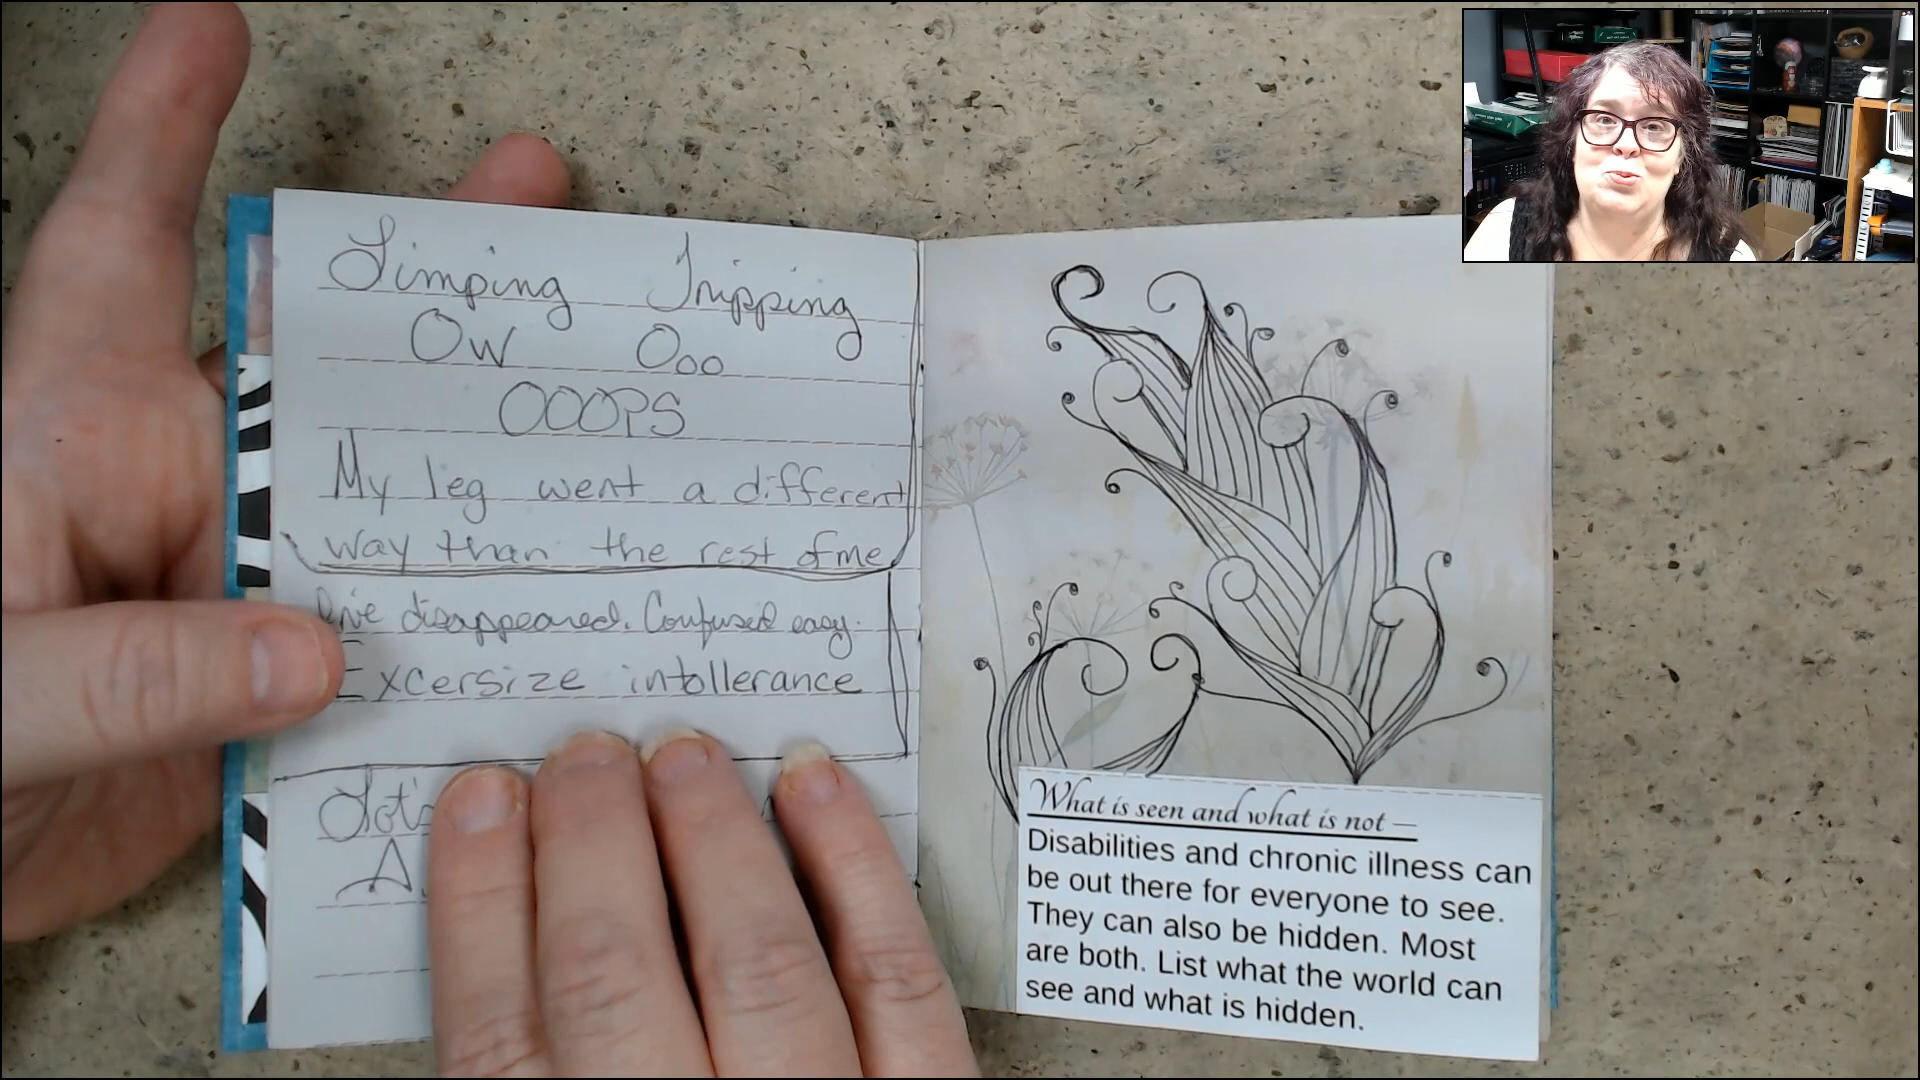 Limping Tripping
OW Ooo
OOOPS
My leg went a different
way than the rest of me
I've disappeared. Confused easy.
Excersize intollerance
Lot's
What is seen and what is not —
Disabilities and chronic illness can
be out there for everyone to see.
They can also be hidden. Most
are both. List what the world can
see and what is hidden.